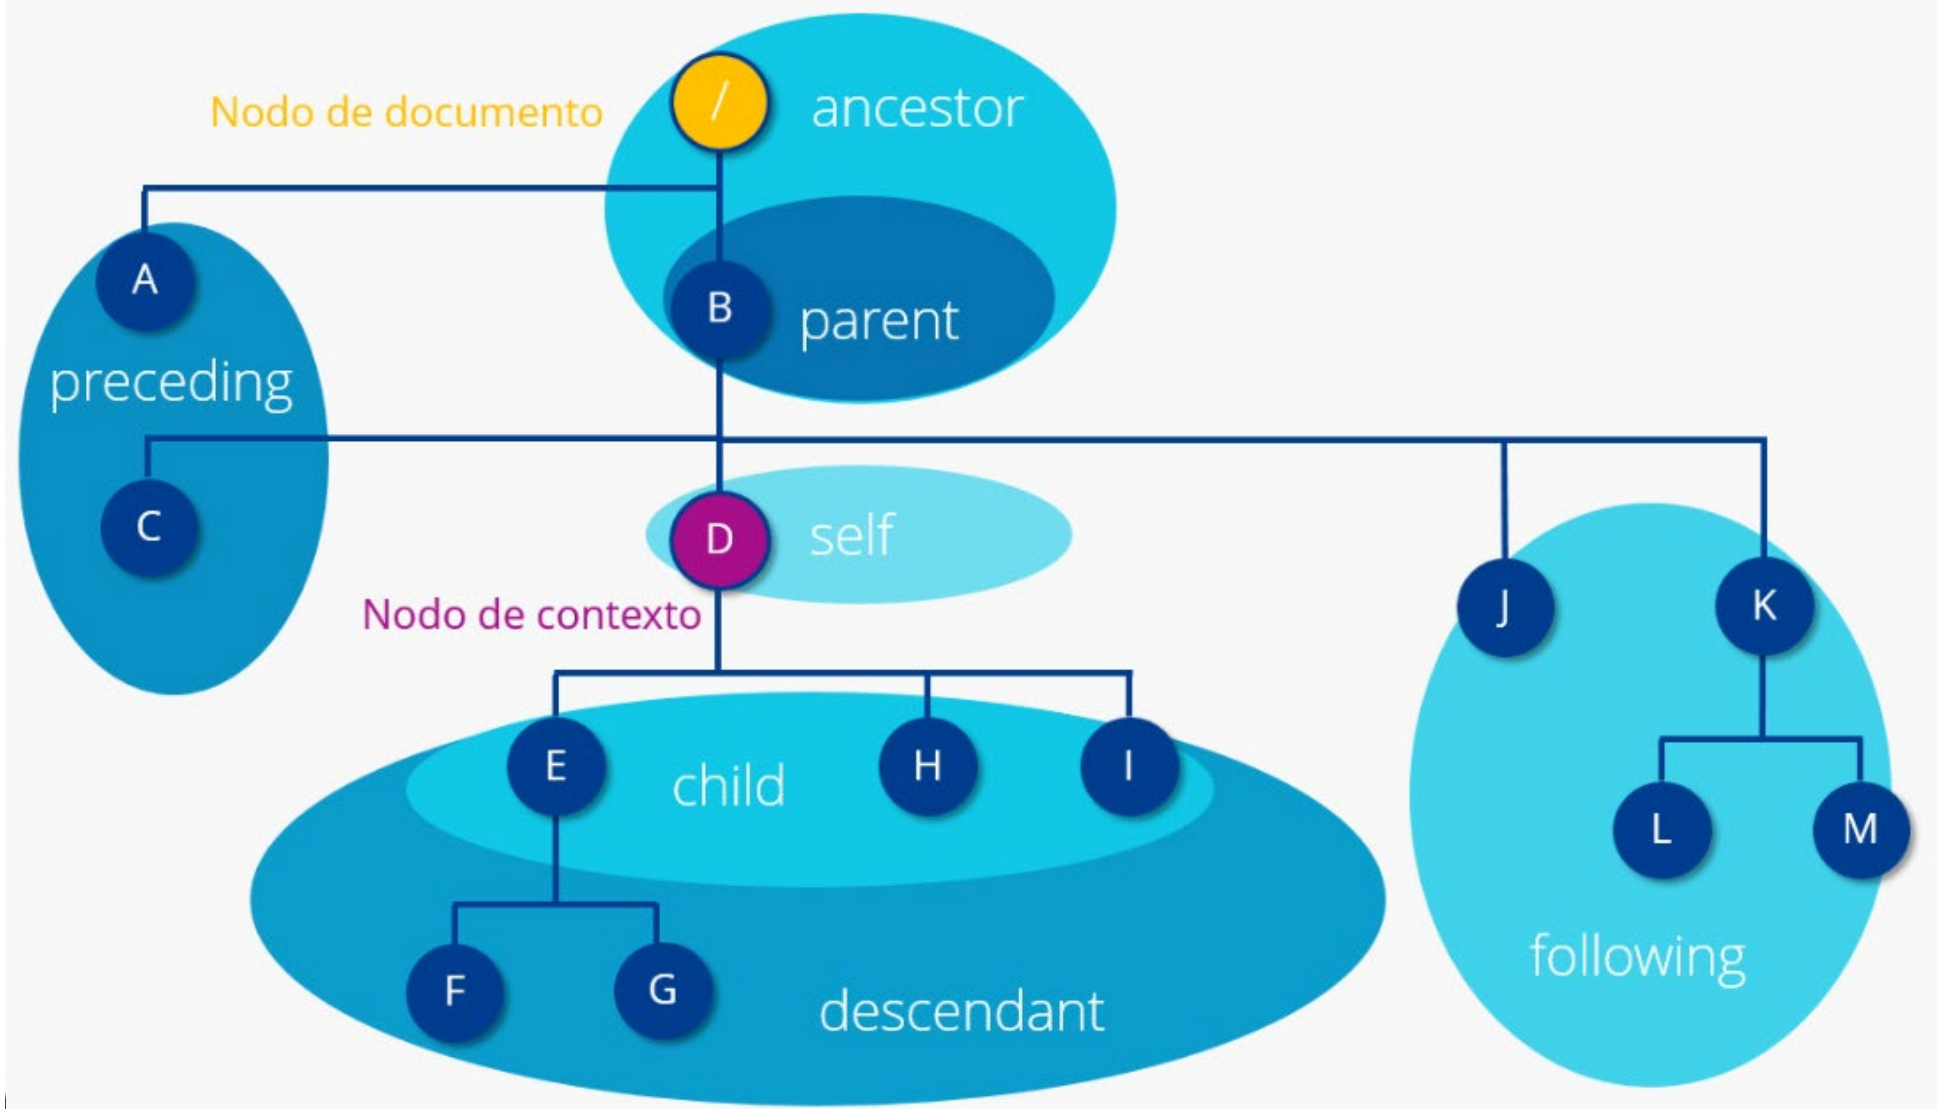 /
ancestor
Nodo de documento
A
B
parent
preceding
C
D
self
Nodo de contexto
J
K
E
child
H
I
L
M
F
G
descendant
following